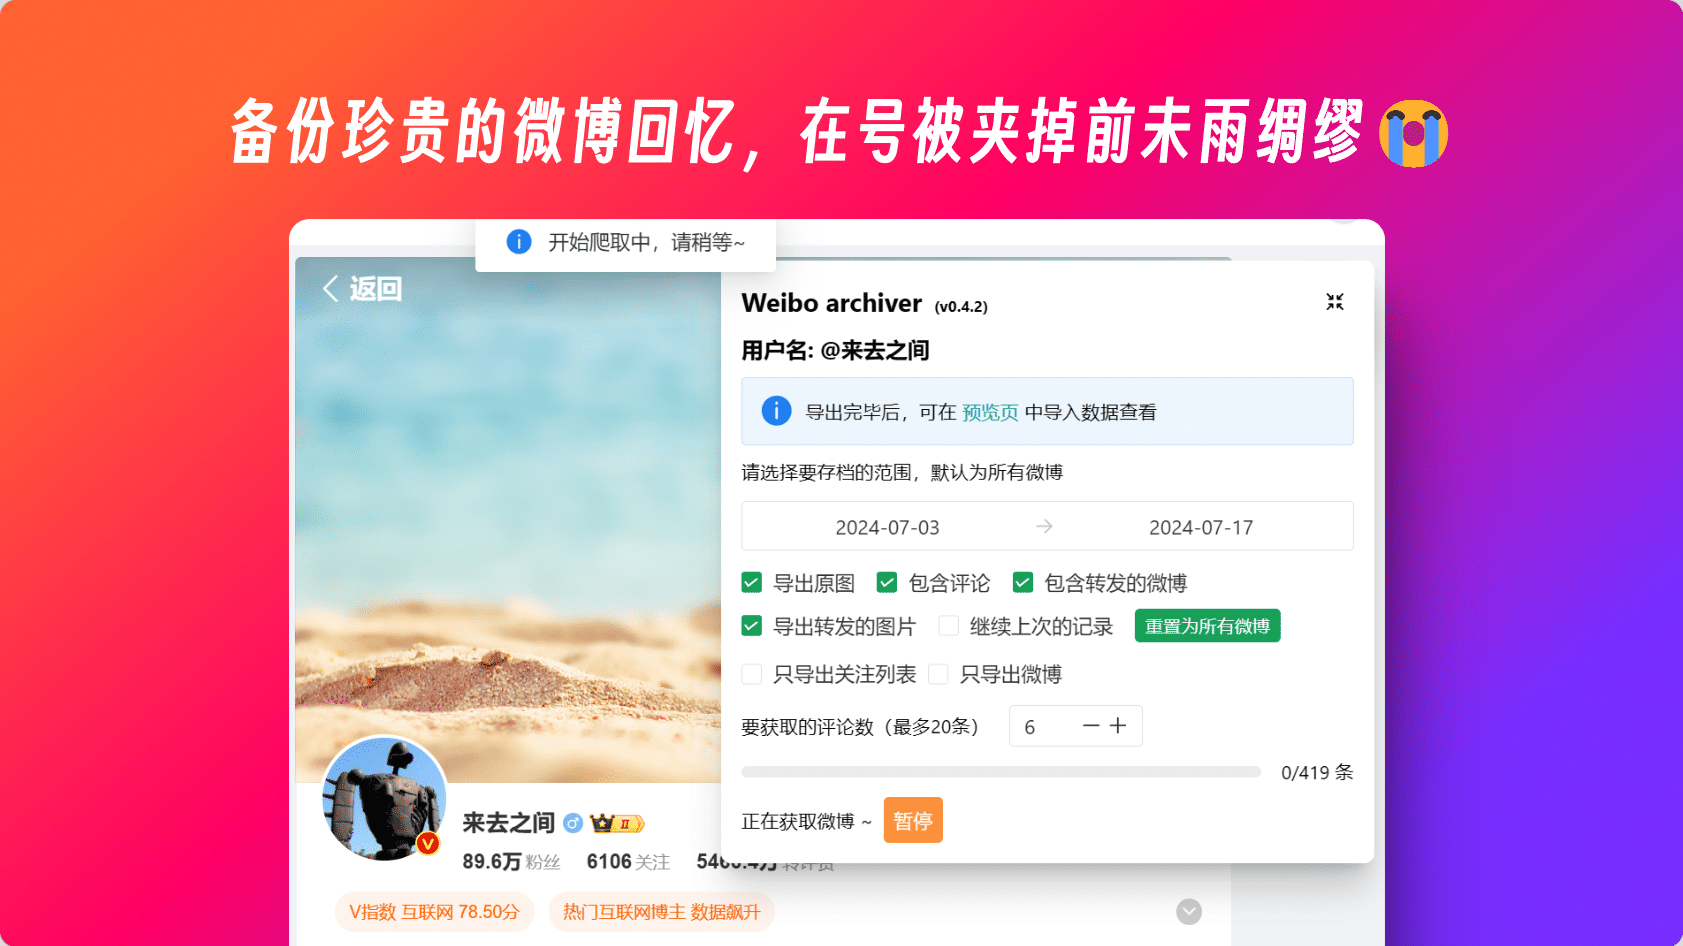 备份珍贵的微博回忆，在号被夹掉前未雨绸缪😭
开始爬取中，请稍等~
返回
Weibo archiver (v0.4.2)
用户名: @来去之间
导出完毕后，可在 预览页 中导入数据查看
请选择要存档的范围，默认为所有微博
2024-07-03 → 2024-07-17
导出原图 包含评论 包含转发的微博
导出转发的图片 继续上次的记录 重置为所有微博
只导出关注列表 只导出微博
要获取的评论数（最多20条） 6
0/419 条
正在获取微博 ~ 暂停
来去之间 II
89.6万 粉丝 6106 关注
V指数 互联网 78.50分 热门互联网博主 数据飙升